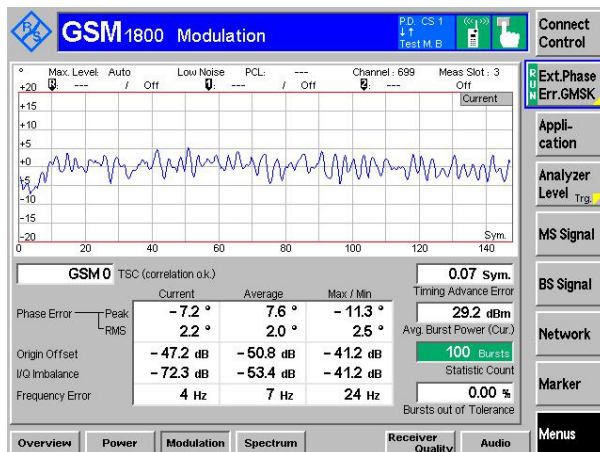 R S
GSM 1800 Modulation
P.D. CS 1
Test M. B
Connect Control
° Max. Level: Auto Low Noise PCL: --- Channel : 699 Meas Slot : 3
--- / Off --- / Off --- Off
Current
+20
+15
+10
+5
+0
+5
-10
-15
-20
0 20 40 60 80 100 120 140
Sym.
RUN
Ext.Phase Err.GMSK
Appli-
cation
Analyzer Level Trg.
MS Signal
BS Signal
Network
Marker
Menus
GSM 0 TSC (correlation o.k.)
0.07 Sym.
Timing Advance Error
Current Average Max / Min
Phase Error Peak - 7.2 ° 7.6 ° - 11.3 °
RMS 2.2 ° 2.0 ° 2.5 °
29.2 dBm
Avg. Burst Power (Cur.)
Origin Offset - 47.2 dB - 50.8 dB - 41.2 dB
I/Q Imbalance - 72.3 dB - 53.4 dB - 41.2 dB
100 Bursts
Statistic Count
Frequency Error 4 Hz 7 Hz 24 Hz
0.00 %
Bursts out of Tolerance
Overview Power Modulation Spectrum Receiver Quality Audio